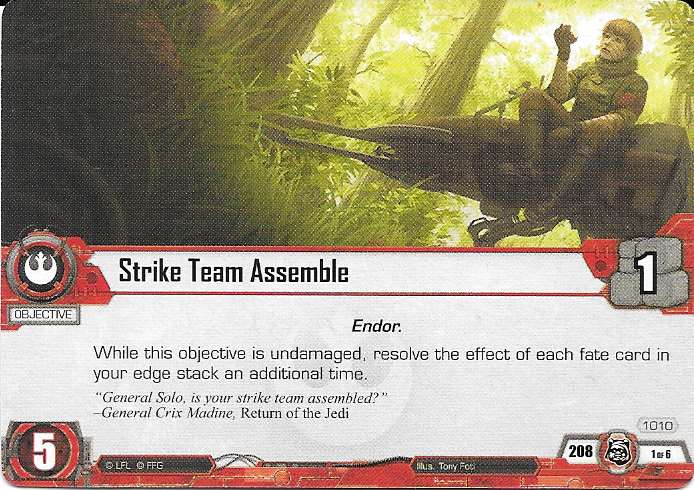 Strike Team Assemble
1
OBJECTIVE
Endor.
While this objective is undamaged, resolve the effect of each fate card in
your edge stack an additional time.
“General Solo, is your strike team assembled?”
–General Crix Madine, Return of the Jedi
1010
5
208
1 OF 6
© LFL © FFG
Illus. Tony Foti